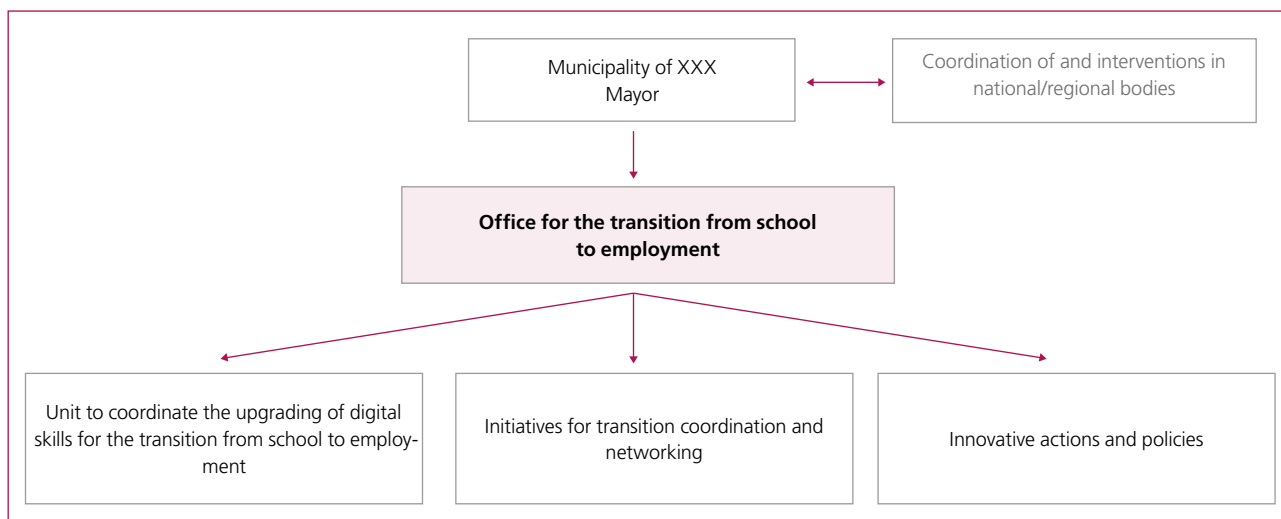 Municipality of XXX
Mayor
Coordination of and interventions in
national/regional bodies
Office for the transition from school
to employment
Unit to coordinate the upgrading of digital
skills for the transition from school to employ-
ment
Initiatives for transition coordination and
networking
Innovative actions and policies